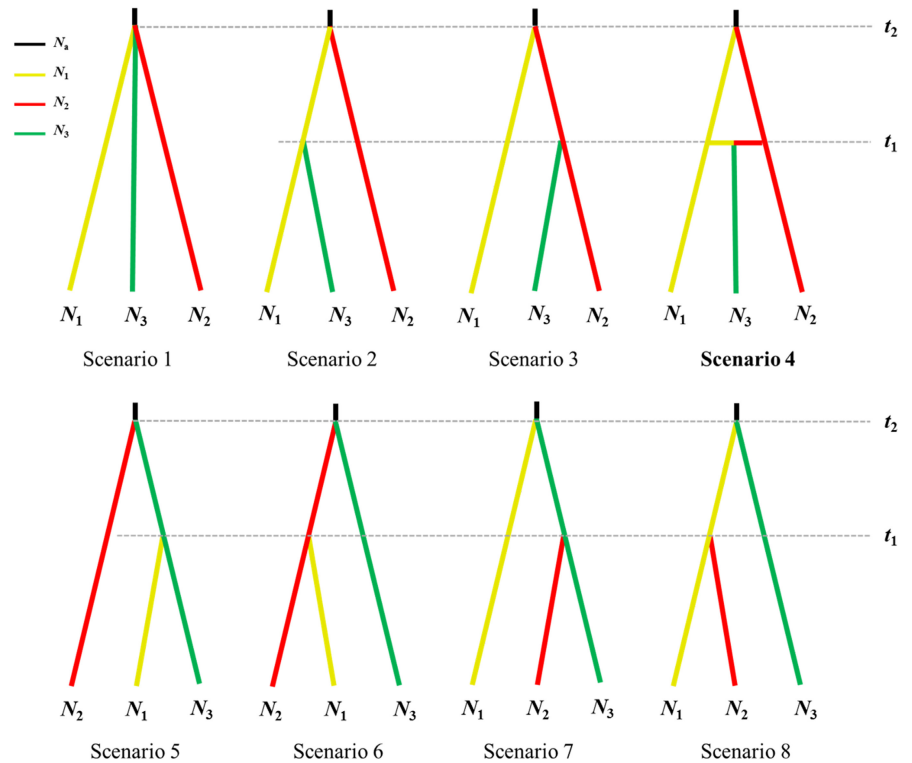 t2
Na
N1
N2
N3
t1
N1 N3 N2
N1 N3 N2
N1 N3 N2
N1 N3 N2
Scenario 1
Scenario 2
Scenario 3
Scenario 4
t2
t1
N2 N1 N3
N2 N1 N3
N1 N2 N3
N1 N2 N3
Scenario 5
Scenario 6
Scenario 7
Scenario 8